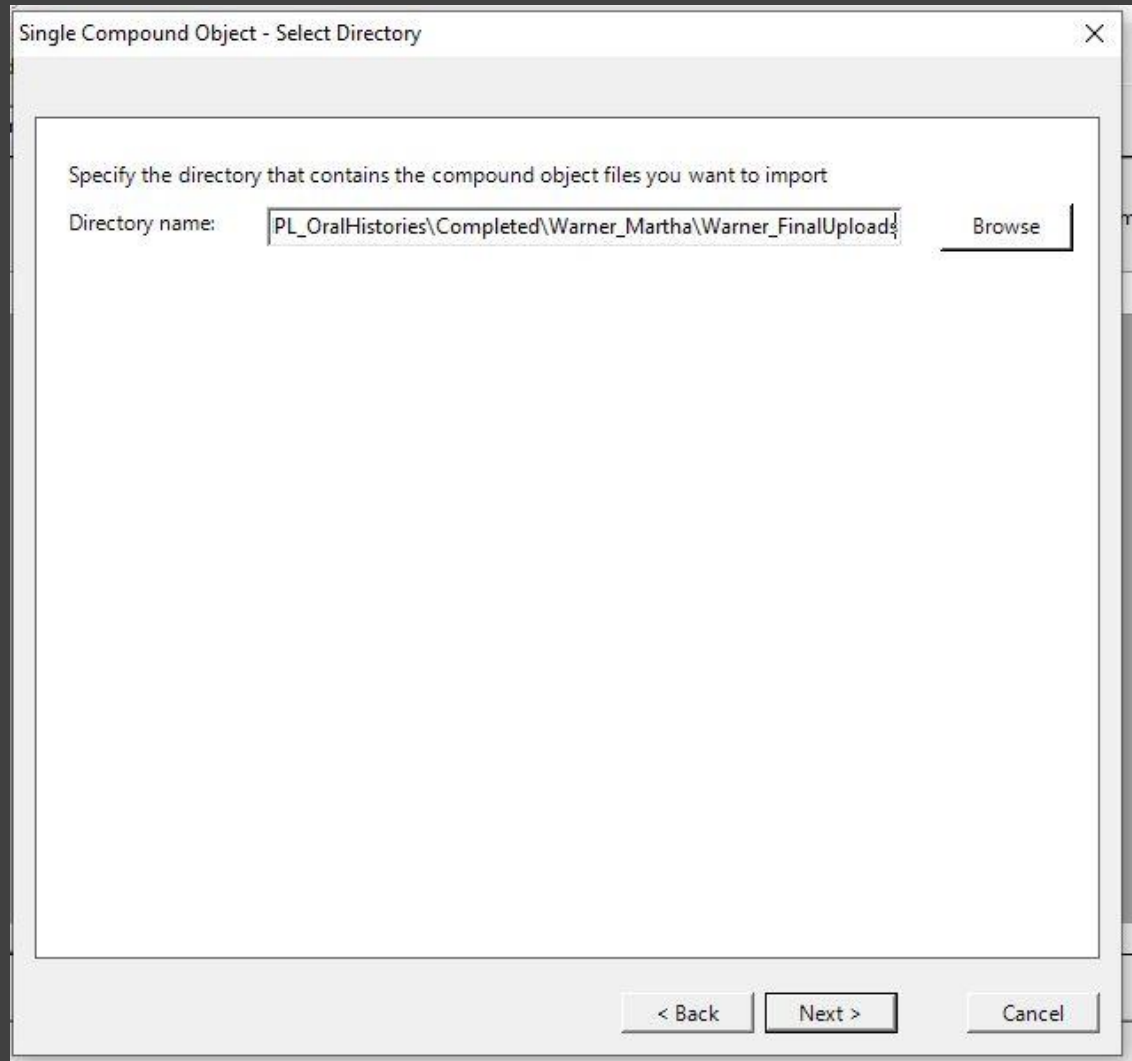 Single Compound Object - Select Directory
Specify the directory that contains the compound object files you want to import
Directory name: PL_OralHistories\Completed\Warner_Martha\Warner_FinalUploads Browse
< Back Next > Cancel